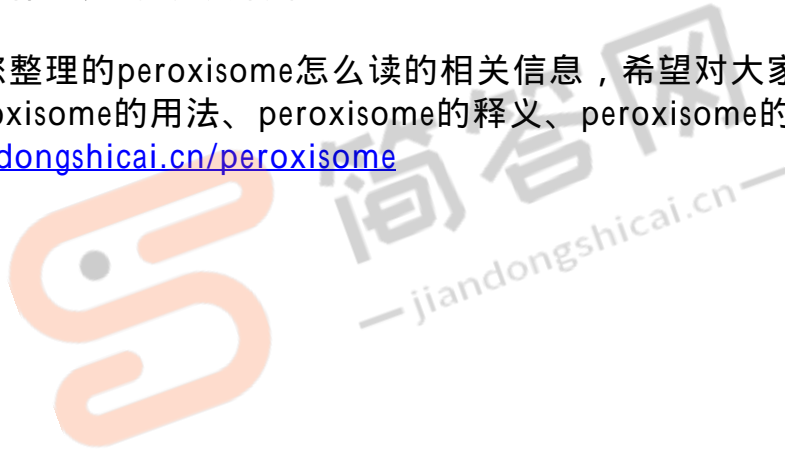 整理的peroxisome怎么读的相关信息，希望对大家
oxisome的用法、peroxisome的释义、peroxisome的
dongshicai.cn/peroxisome
简答网
jiandongshicai.cn